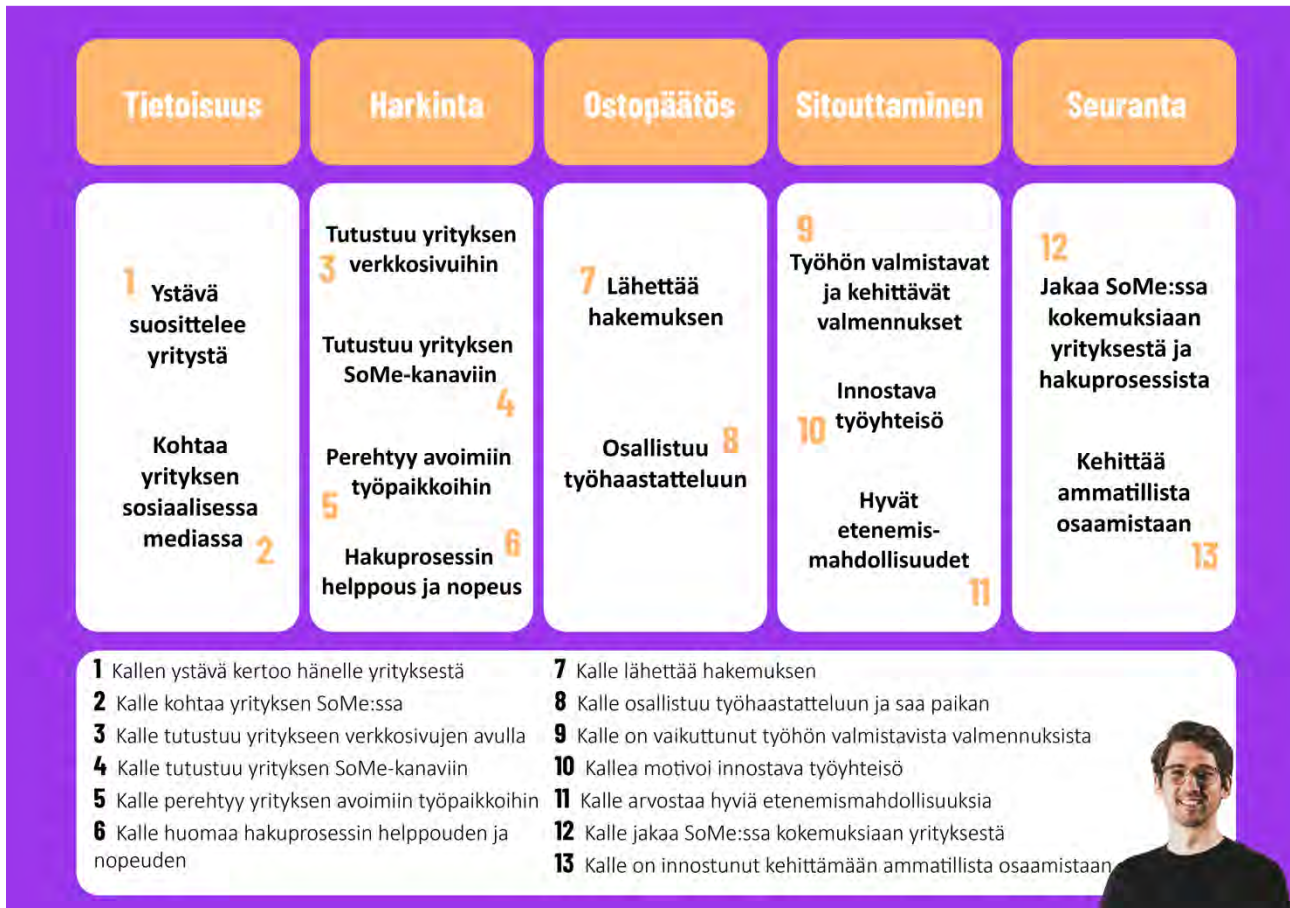 Tietoisuus
Harkinta
Ostopäätös
Sitouttaminen
Seuranta
1 Ystävä
suosittelee
yritystä
Kohtaa
yrityksen
sosiaalisessa
mediassa 2
Tutustuu yrityksen
3 verkkosivuihin
Tutustuu yrityksen
SoMe-kanaviin
4
Perehtyy avoimiin
työpaikkoihin
5
Hakuprosessin 6
helppous ja nopeus
7 Lähettää
hakemuksen
Osallistuu 8
työhaastatteluun
9
Työhön valmistavat
ja kehittävät
valmennukset
Innostava
10 työyhteisö
Hyvät
etenemis-
mahdollisuudet
11
12
Jakaa SoMe:ssa
kokemuksiaan
yrityksestä ja
hakuprosessista
Kehittää
ammatillista
osaamistaan
13
1 Kallen ystävä kertoo hänelle yrityksestä
2 Kalle kohtaa yrityksen SoMe:ssa
3 Kalle tutustuu yritykseen verkkosivujen avulla
4 Kalle tutustuu yrityksen SoMe-kanaviin
5 Kalle perehtyy yrityksen avoimiin työpaikkoihin
6 Kalle huomaa hakuprosessin helppouden ja
nopeuden
7 Kalle lähettää hakemuksen
8 Kalle osallistuu työhaastatteluun ja saa paikan
9 Kalle on vaikuttunut työhön valmistavista valmennuksista
10 Kallea motivoi innostava työyhteisö
11 Kalle arvostaa hyviä etenemismahdollisuuksia
12 Kalle jakaa SoMe:ssa kokemuksiaan yrityksestä
13 Kalle on innostunut kehittämään ammatillista osaamistaan